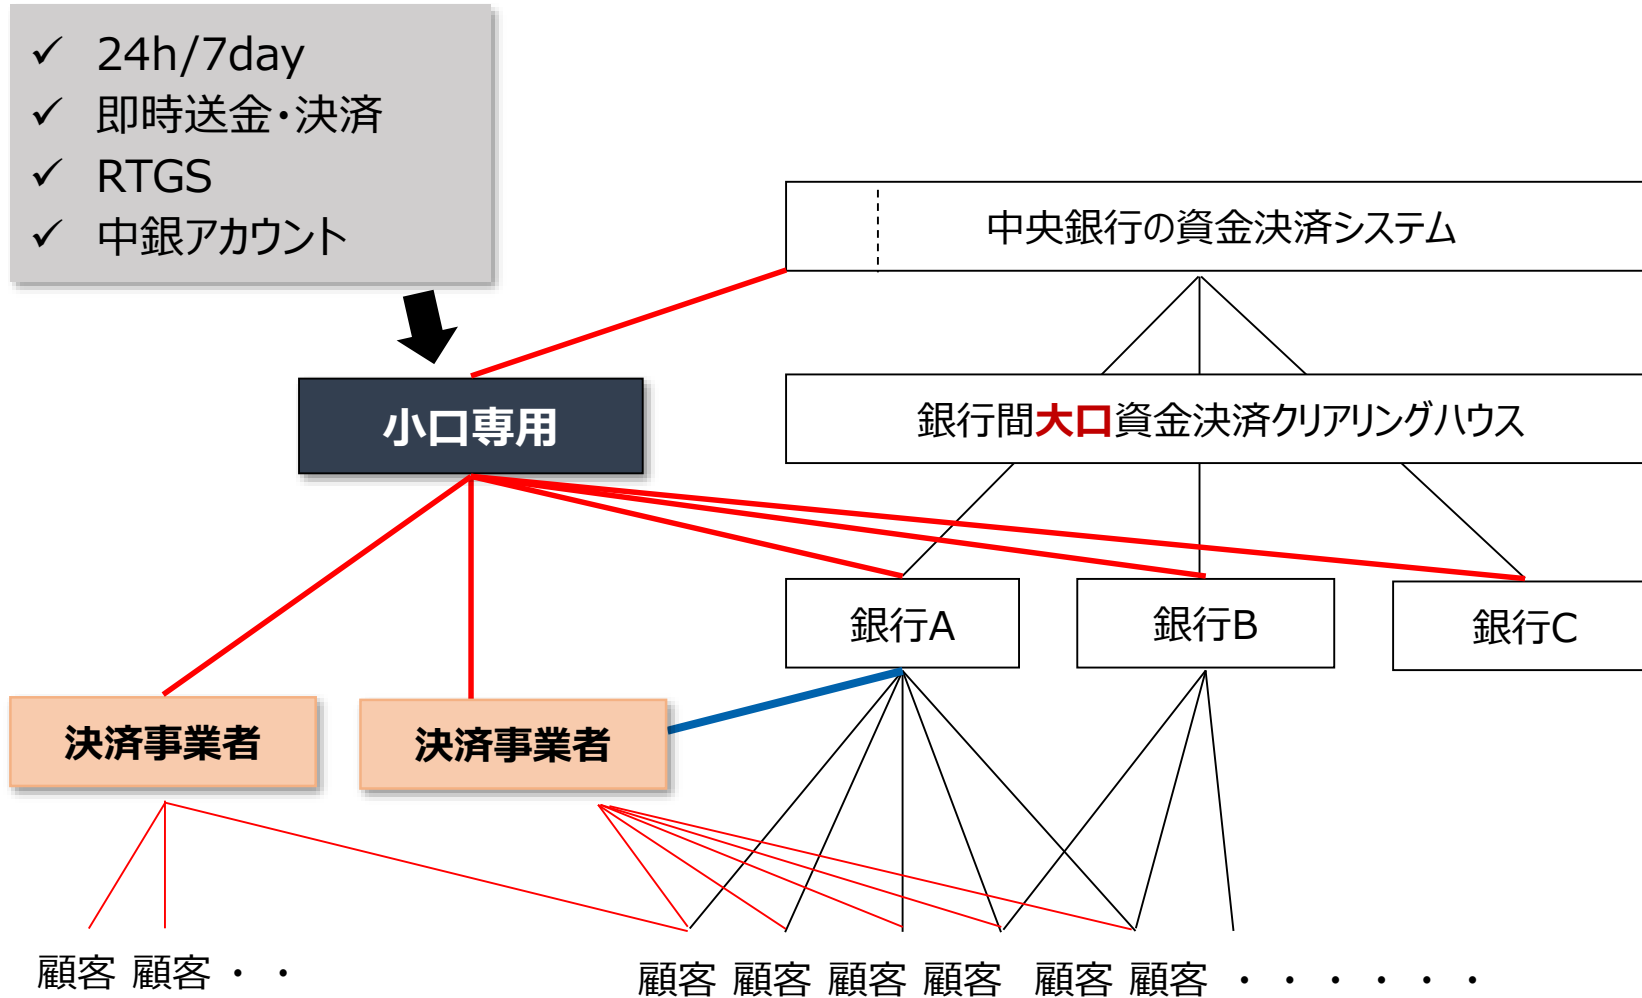 ✓ 24h/7day
✓ 即時送金・決済
✓ RTGS
✓ 中銀アカウント
中央銀行の資金決済システム
小口専用
銀行間大口資金決済クリアリングハウス
銀行A
銀行B
銀行C
決済事業者
決済事業者
顧客 顧客 ・ ・
顧客 顧客 顧客 顧客 顧客 顧客 ・ ・ ・ ・ ・ ・